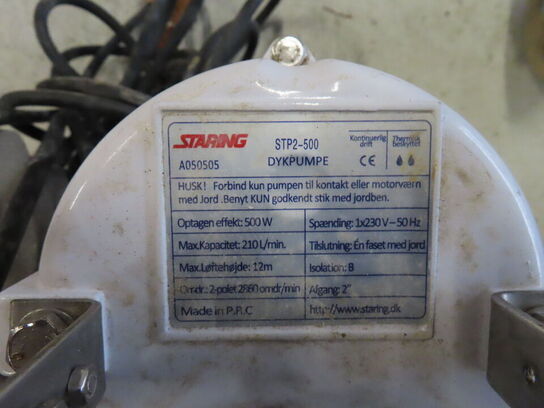 STARING
STP2-500
Kontinuerlig drift
Thermisk beskyttet
A050505
DYKPUMPE
CE
HUSK! Forbind kun pumpen til kontakt eller motorværn
med Jord .Benyt KUN godkendt stik med jordben.
Optagen effekt: 500 W
Spænding: 1x230 V– 50 Hz
Max.Kapacitet: 210 L/min.
Tilslutning: Én faset med jord
Max.Løftehøjde: 12m
Isolation: B
Omdr.: 2-polet 2860 omdr/min
Afgang: 2"
Made in P.R.C
http://www.staring.dk